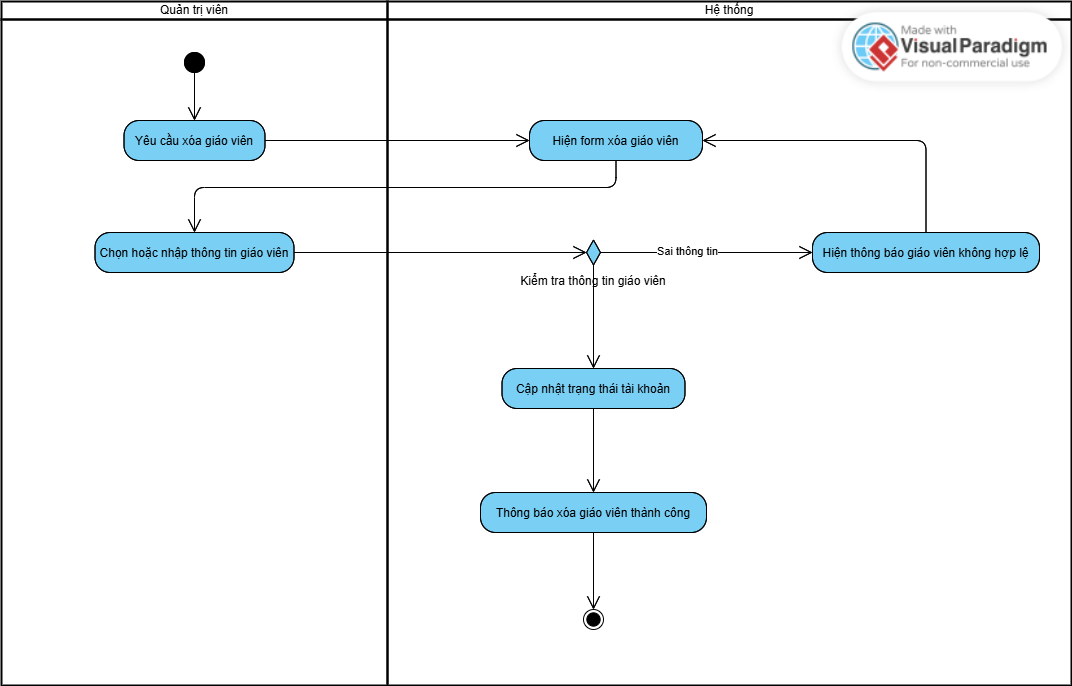 Quản trị viên
Hệ thống
Made with
Visual Paradigm
For non-commercial use
Yêu cầu xóa giáo viên
Hiện form xóa giáo viên
Chọn hoặc nhập thông tin giáo viên
Sai thông tin
Hiện thông báo giáo viên không hợp lệ
Kiểm tra thông tin giáo viên
Cập nhật trạng thái tài khoản
Thông báo xóa giáo viên thành công